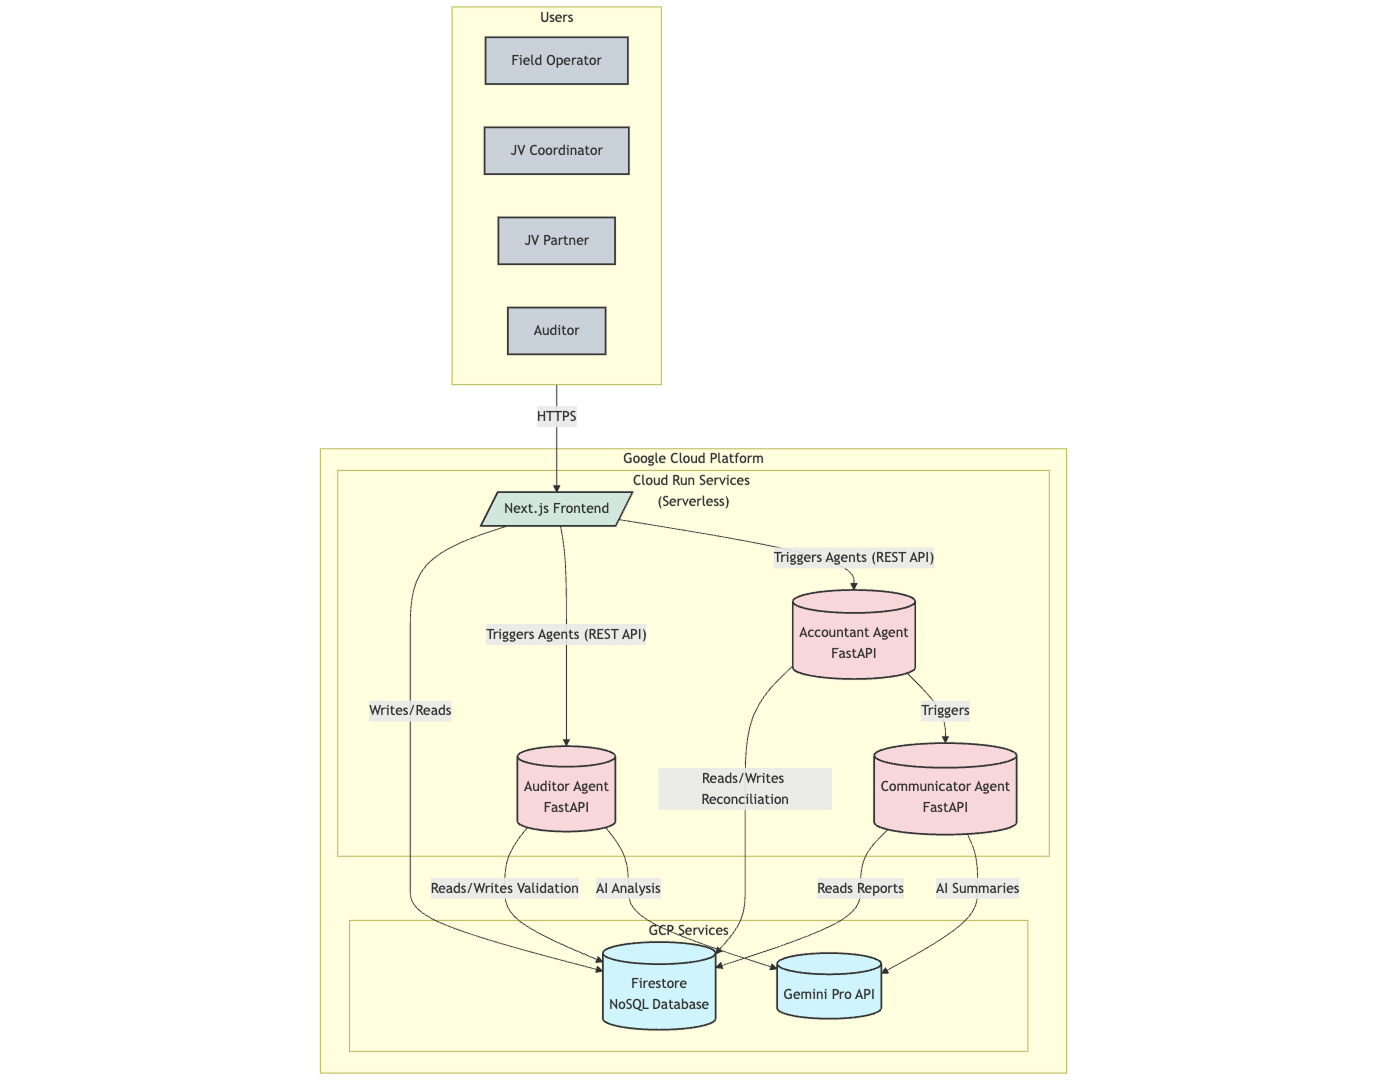 Users
Field Operator
JV Coordinator
JV Partner
Auditor
HTTPS
Google Cloud Platform
Cloud Run Services
(Serverless)
Next.js Frontend
Triggers Agents (REST API)
Triggers Agents (REST API)
Accountant Agent
FastAPI
Writes/Reads
Triggers
Reads/Writes
Reconciliation
Auditor Agent
FastAPI
Communicator Agent
FastAPI
Reads/Writes Validation
AI Analysis
Reads Reports
AI Summaries
GCP Services
Firestore
NoSQL Database
Gemini Pro API